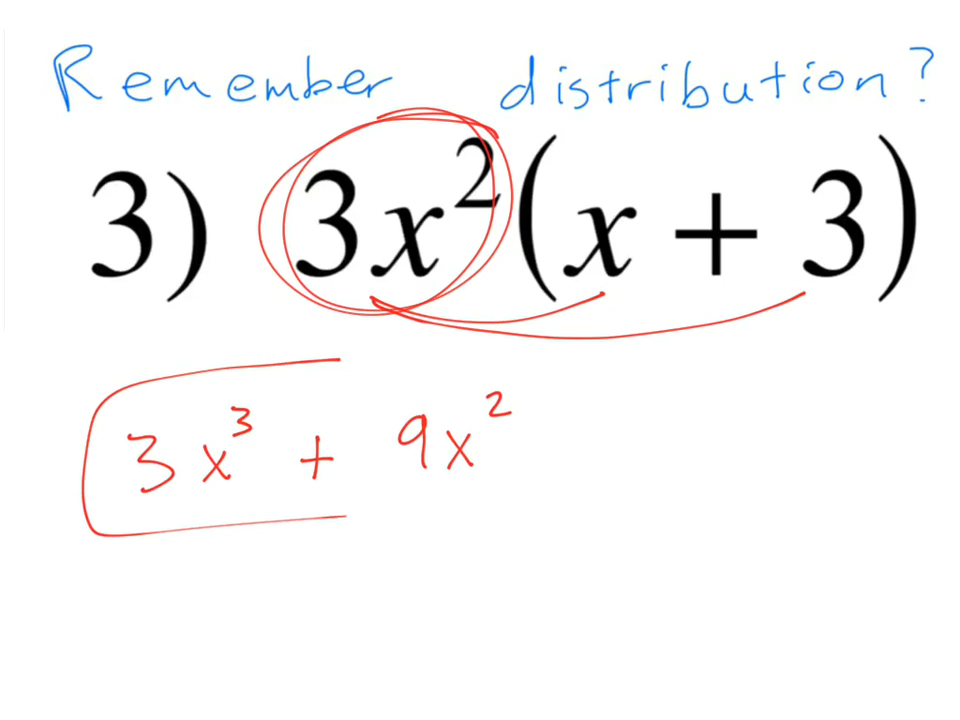 Remember distribution?
3) 3x²(x + 3)
3x³ + 9x²